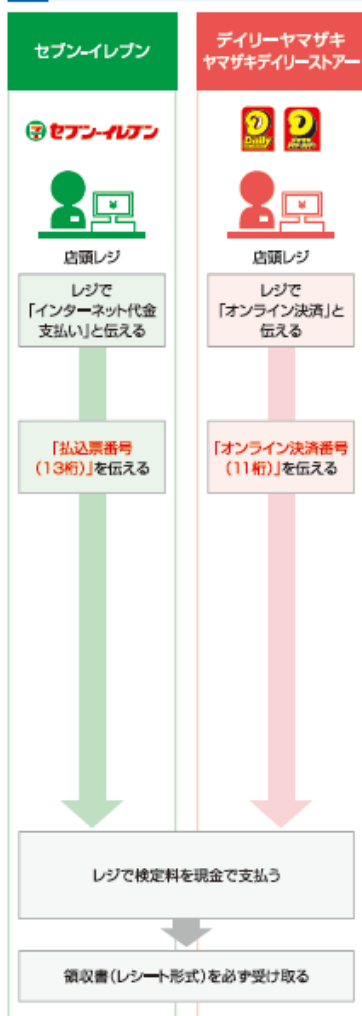 セブン-イレブン
デイリーヤマザキ
ヤマザキデイリーストアー
セブン-イレブン
Daily
¥
¥
店頭レジ
店頭レジ
レジで
「インターネット代金
支払い」と伝える
レジで
「オンライン決済」と
伝える
「払込票番号
(13桁)」を伝える
「オンライン決済番号
(11桁)」を伝える
レジで検定料を現金で支払う
領収書(レシート形式)を必ず受け取る